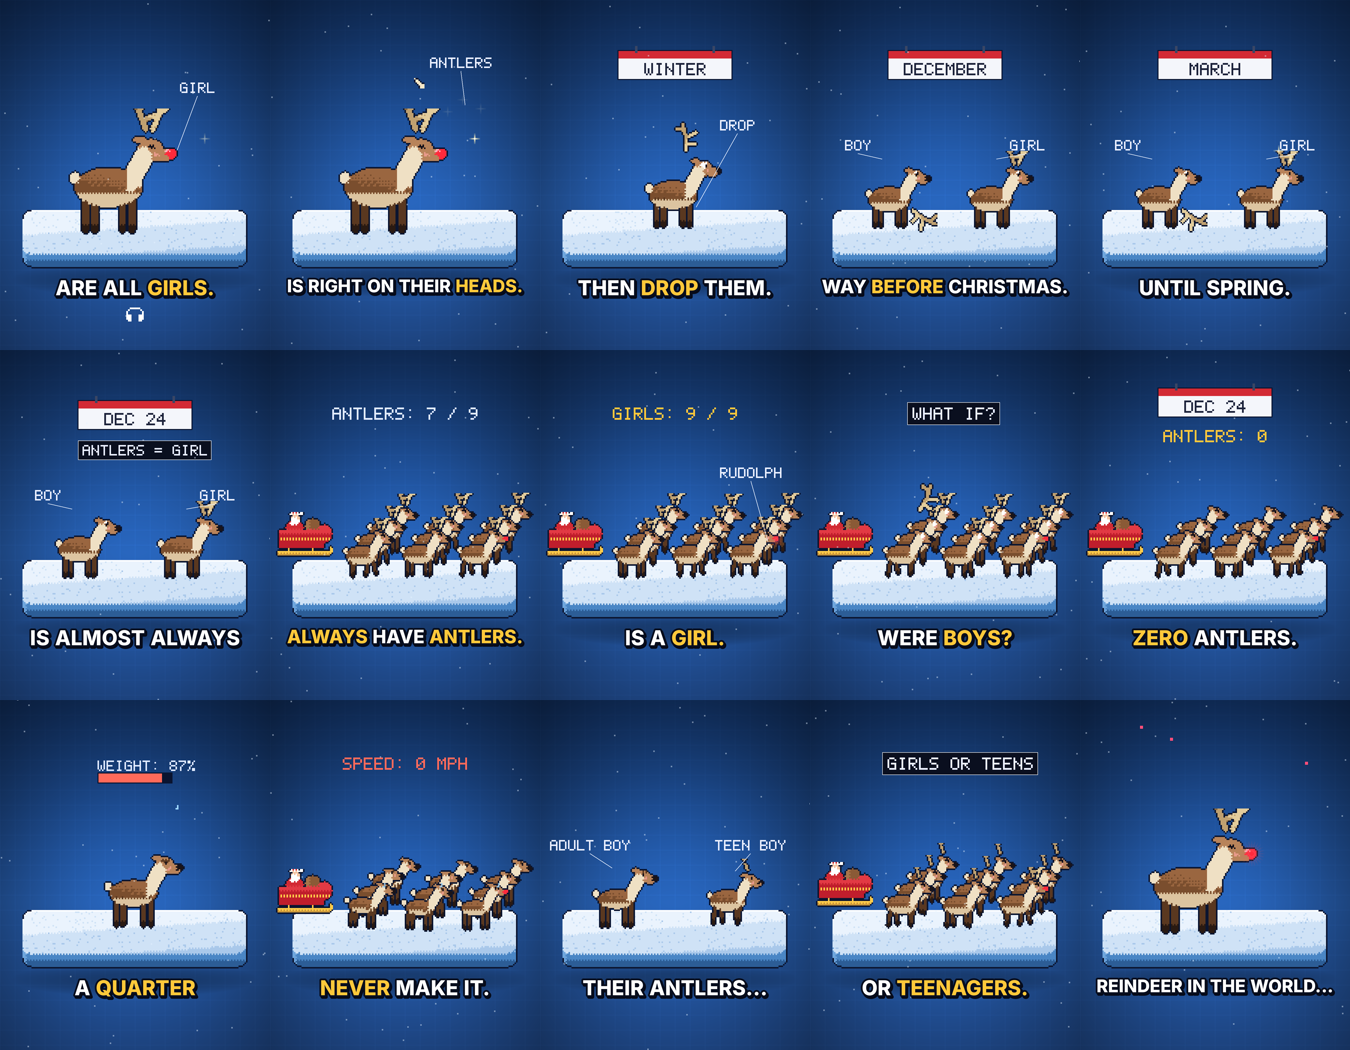 GIRL
ARE ALL GIRLS.
ANTLERS
IS RIGHT ON THEIR HEADS.
WINTER
DROP
THEN DROP THEM.
DECEMBER
BOY
GIRL
WAY BEFORE CHRISTMAS.
MARCH
BOY
GIRL
UNTIL SPRING.
DEC 24
ANTLERS = GIRL
BOY
GIRL
IS ALMOST ALWAYS
ANTLERS: 7 / 9
ALWAYS HAVE ANTLERS.
GIRLS: 9 / 9
RUDOLPH
IS A GIRL.
WHAT IF?
WERE BOYS?
DEC 24
ANTLERS: 0
ZERO ANTLERS.
WEIGHT: 87%
A QUARTER
SPEED: 0 MPH
NEVER MAKE IT.
ADULT BOY
TEEN BOY
THEIR ANTLERS...
GIRLS OR TEENS
OR TEENAGERS.
REINDEER IN THE WORLD...